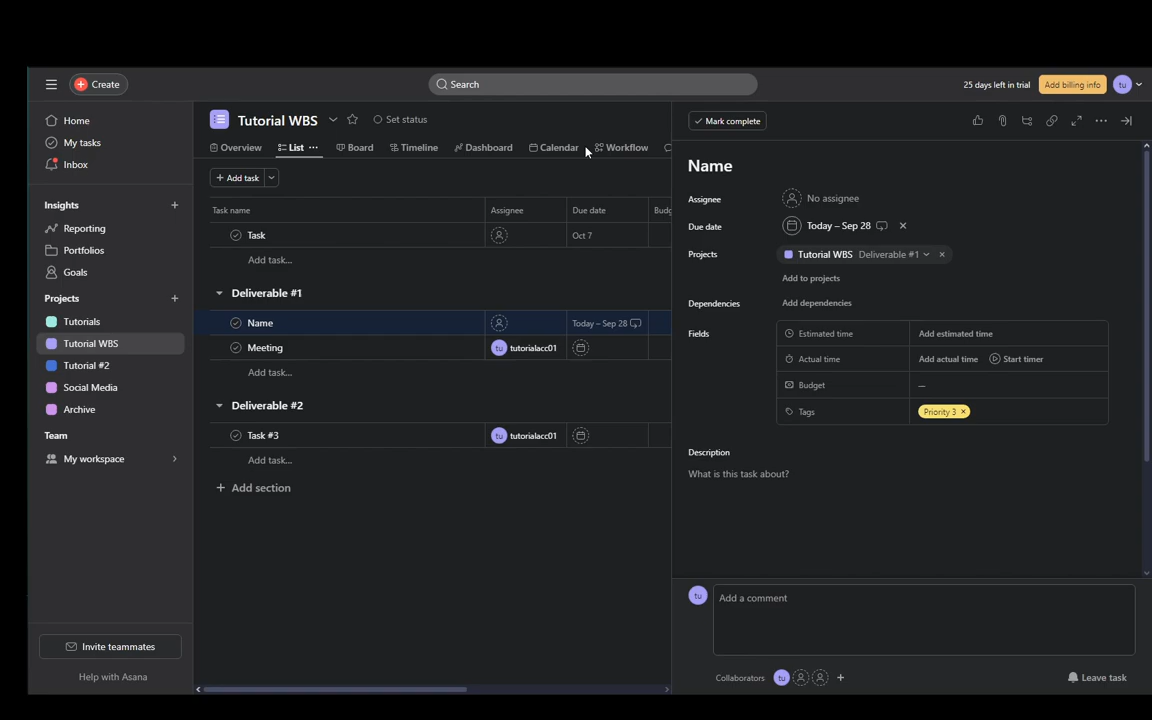 Create
Search
25 days left in trial
Add billing info
tu
Home
My tasks
Inbox
Insights
Reporting
Portfolios
Goals
Projects
Tutorials
Tutorial WBS
Tutorial #2
Social Media
Archive
Team
My workspace
Invite teammates
Help with Asana
Tutorial WBS
Set status
Overview
List
Board
Timeline
Dashboard
Calendar
Workflow
Add task
Task name Assignee Due date Budg
Task Oct 7
Add task...
Deliverable #1
Name Today – Sep 28
Meeting tu tutorialacc01
Add task...
Deliverable #2
Task #3 tu tutorialacc01
Add task...
+ Add section
Mark complete
Name
Assignee No assignee
Due date Today – Sep 28
Projects Tutorial WBS Deliverable #1
Add to projects
Dependencies Add dependencies
Fields Estimated time Add estimated time
Actual time Add actual time Start timer
Budget —
Tags Priority 3 ×
Description
What is this task about?
tu Add a comment
Collaborators tu + Leave task